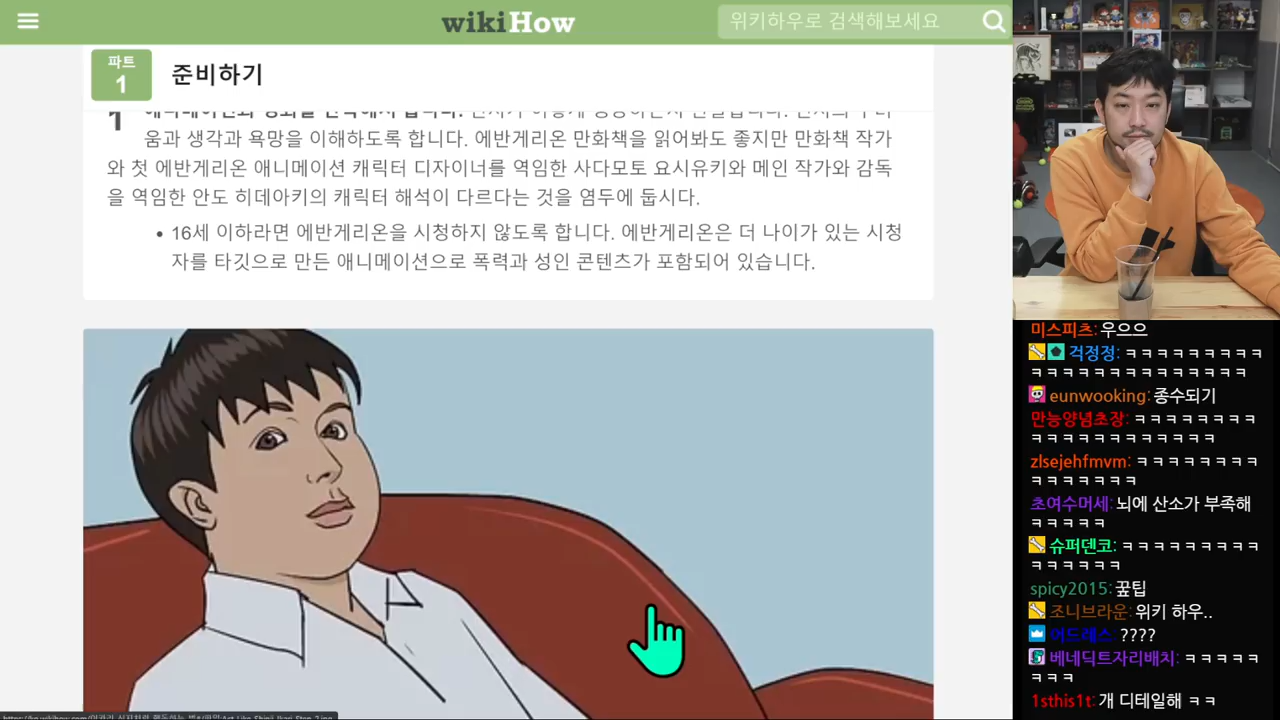 wikiHow
위키하우로 검색해보세요
파트
1
준비하기
1
움과 생각과 욕망을 이해하도록 합니다. 에반게리온 만화책을 읽어봐도 좋지만 만화책 작가
와 첫 에반게리온 애니메이션 캐릭터 디자이너를 역임한 사다모토 요시유키와 메인 작가와 감독
을 역임한 안도 히데아키의 캐릭터 해석이 다르다는 것을 염두에 둡시다.
• 16세 이하라면 에반게리온을 시청하지 않도록 합니다. 에반게리온은 더 나이가 있는 시청
자를 타깃으로 만든 애니메이션으로 폭력과 성인 콘텐츠가 포함되어 있습니다.
미스피츠: 우으으
걱정정: ㅋㅋㅋㅋㅋㅋㅋㅋㅋ
ㅋㅋㅋㅋㅋㅋㅋㅋㅋㅋㅋㅋㅋㅋ
eunwooking: 종수되기
만능양념초장: ㅋㅋㅋㅋㅋㅋㅋㅋ
ㅋㅋㅋㅋㅋㅋㅋㅋㅋㅋㅋㅋ
zlsejehfmvm: ㅋㅋㅋㅋㅋㅋㅋㅋ
ㅋㅋㅋㅋㅋㅋㅋ
초여수머세: 뇌에 산소가 부족해
ㅋㅋㅋㅋㅋ
슈퍼덴코: ㅋㅋㅋㅋㅋㅋㅋㅋㅋ
ㅋㅋㅋㅋㅋㅋ
spicy2015: 꿒팁
조니브라운: 위키 하우..
어드레스: ????
베네딕트자리배치: ㅋㅋㅋㅋㅋ
ㅋㅋㅋ
1sthis1t: 개 디테일해 ㅋㅋ